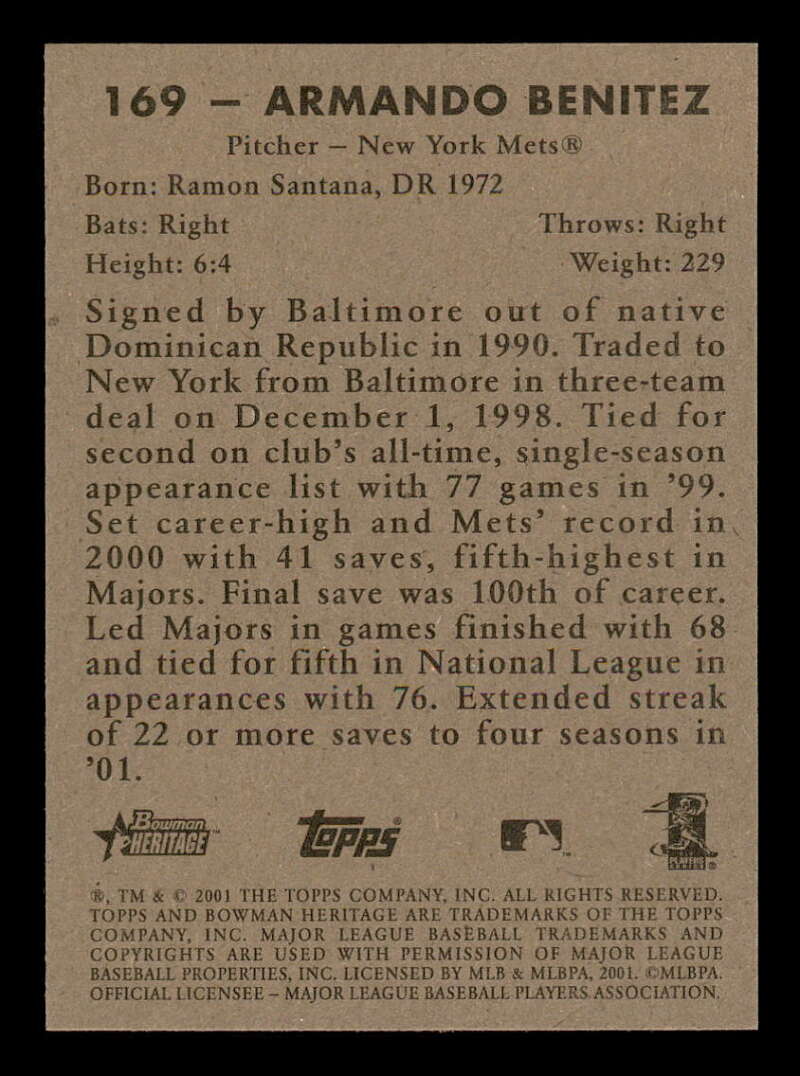 169 – ARMANDO BENITEZ
Pitcher – New York Mets®
Born: Ramon Santana, DR 1972
Bats: Right Throws: Right
Height: 6:4 Weight: 229
Signed by Baltimore out of native
Dominican Republic in 1990. Traded to
New York from Baltimore in three-team
deal on December 1, 1998. Tied for
second on club's all-time, single-season
appearance list with 77 games in '99.
Set career-high and Mets' record in
2000 with 41 saves, fifth-highest in
Majors. Final save was 100th of career.
Led Majors in games finished with 68
and tied for fifth in National League in
appearances with 76. Extended streak
of 22 or more saves to four seasons in
'01.
Bowman HERITAGE™ Topps®
®, TM & © 2001 THE TOPPS COMPANY, INC. ALL RIGHTS RESERVED.
TOPPS AND BOWMAN HERITAGE ARE TRADEMARKS OF THE TOPPS
COMPANY, INC. MAJOR LEAGUE BASEBALL TRADEMARKS AND
COPYRIGHTS ARE USED WITH PERMISSION OF MAJOR LEAGUE
BASEBALL PROPERTIES, INC. LICENSED BY MLB & MLBPA, 2001. ©MLBPA.
OFFICIAL LICENSEE – MAJOR LEAGUE BASEBALL PLAYERS ASSOCIATION.